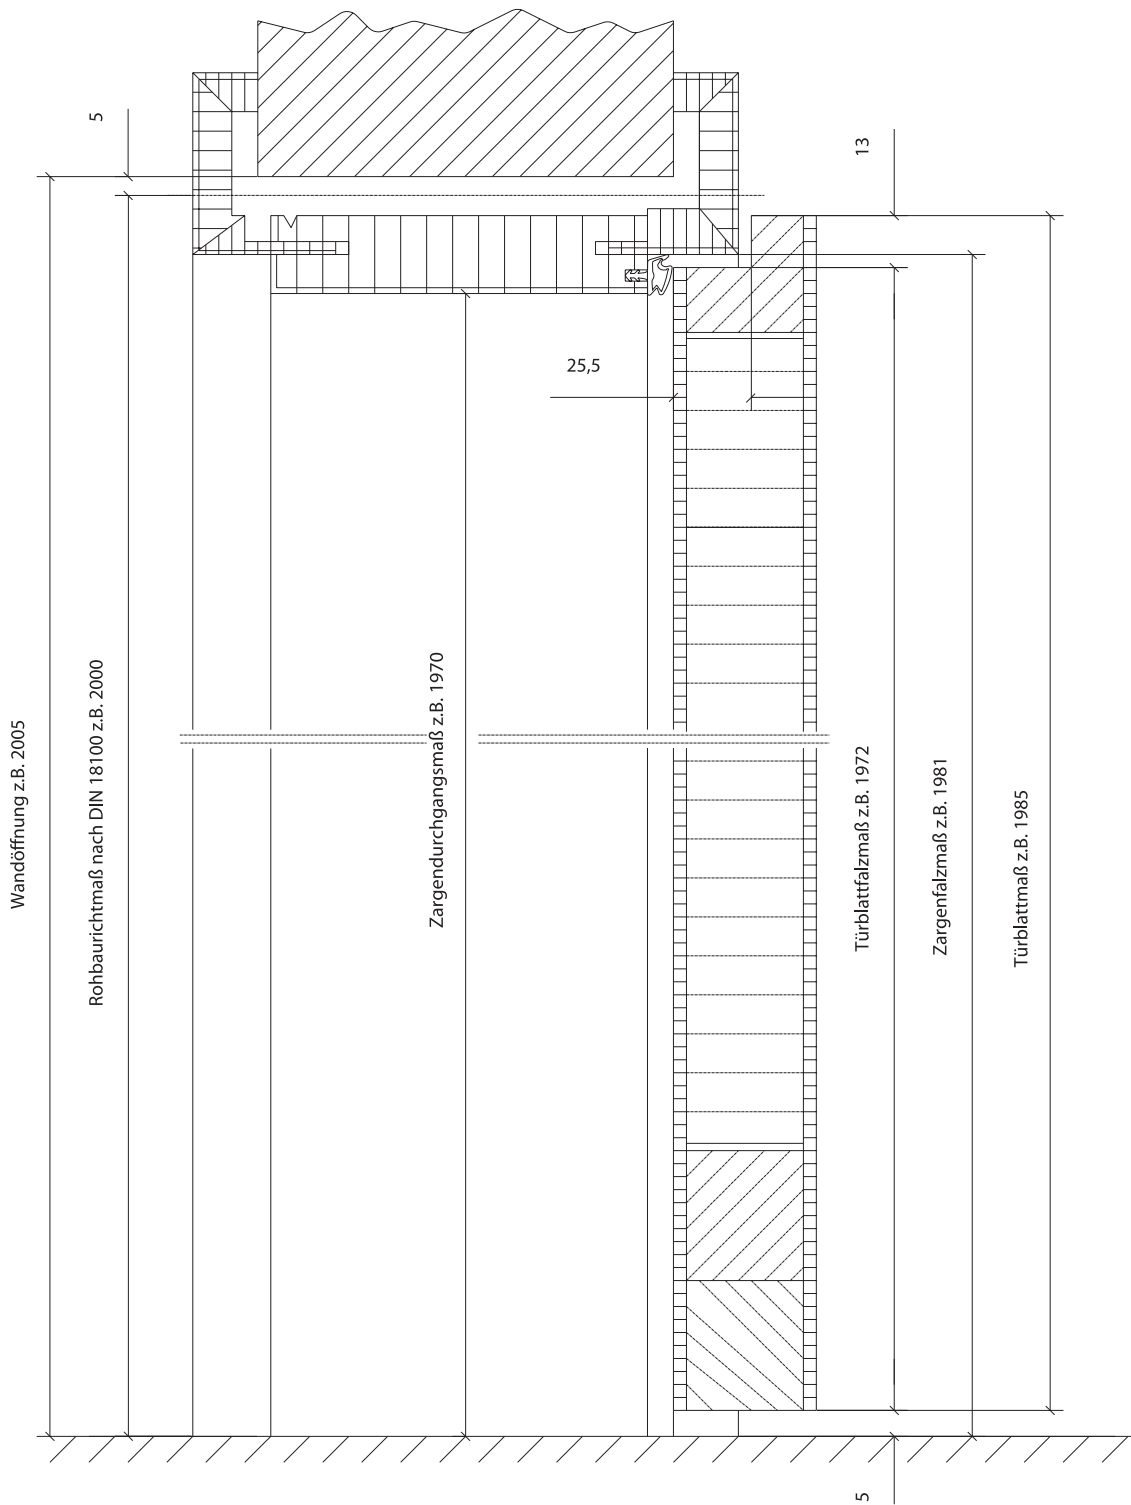 5
13
25,5
Wandöffnung z.B. 2005
Rohbaurichtmaß nach DIN 18100 z.B. 2000
Zargendurchgangsmaß z.B. 1970
Türblattfalzmaß z.B. 1972
Zargenfalzmaß z.B. 1981
Türblattmaß z.B. 1985
5